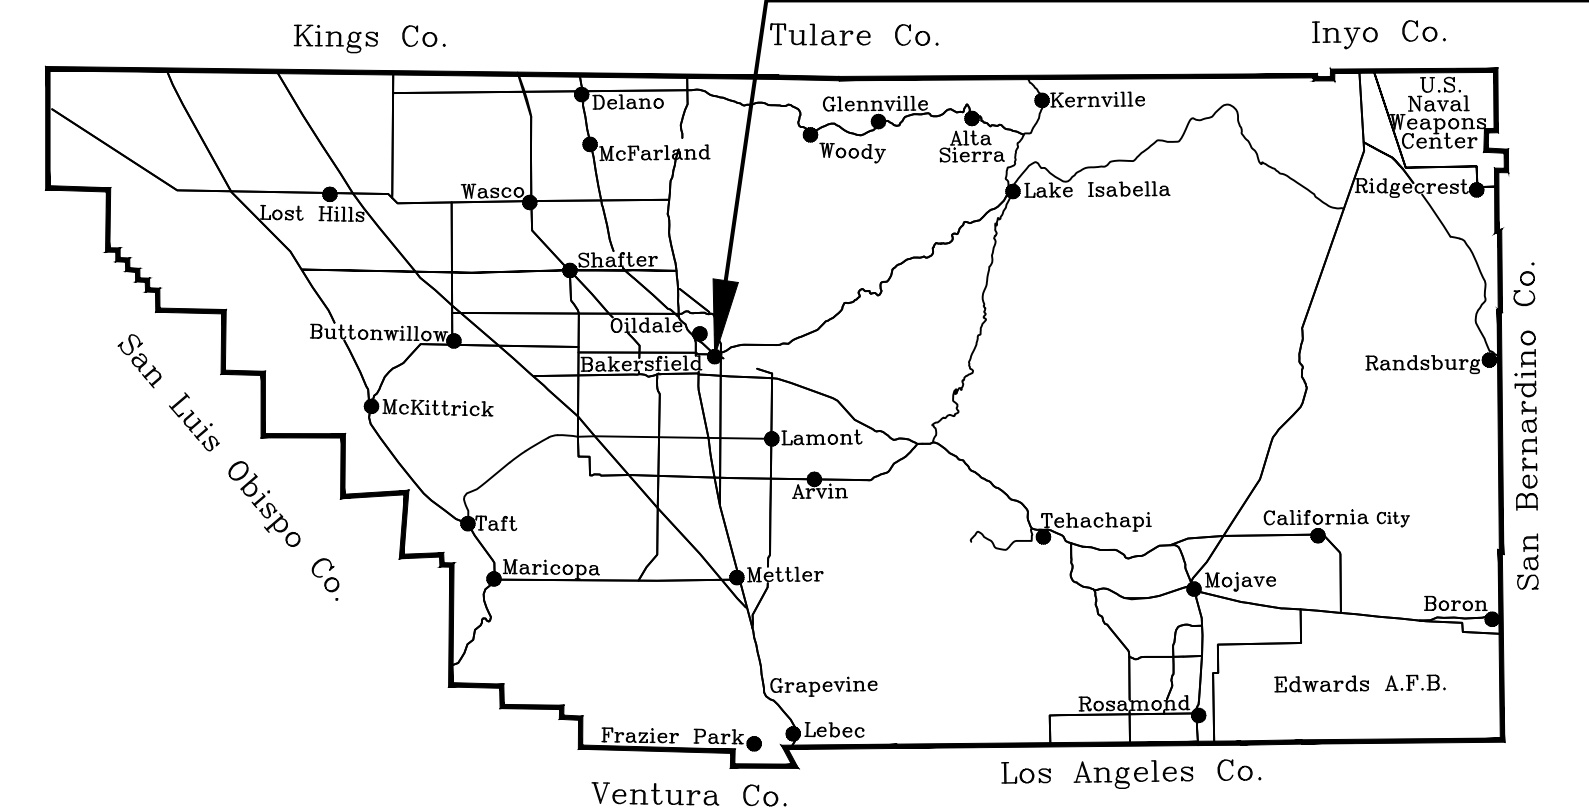 Kings Co.
Tulare Co.
Inyo Co.
U.S.
Naval
Weapons
Center
Delano
Glennville
Kernville
McFarland
Woody
Alta
Sierra
Wasco
Lake Isabella
Ridgecrest
Lost Hills
Shafter
Oildale
Buttonwillow
Bakersfield
Randsburg
San Luis Obispo Co.
San Bernardino Co.
McKittrick
Lamont
Arvin
Taft
Tehachapi
California City
Maricopa
Mettler
Mojave
Boron
Grapevine
Edwards A.F.B.
Rosamond
Frazier Park
Lebec
Los Angeles Co.
Ventura Co.